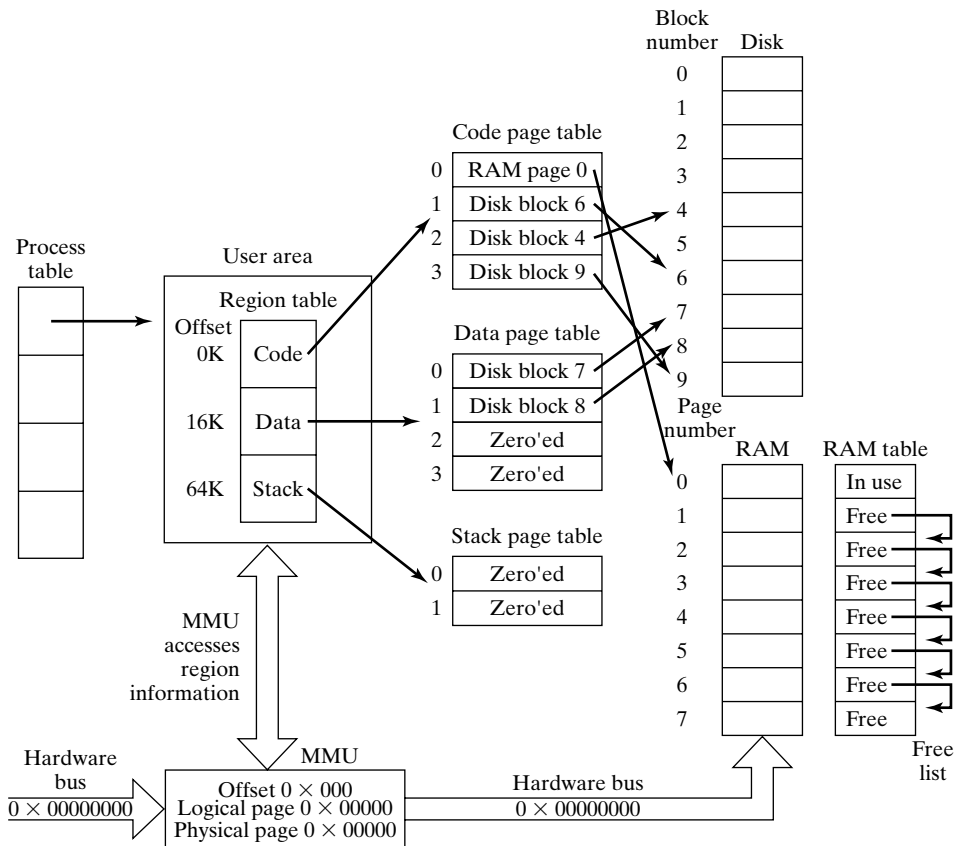 Block
number
Disk
0
1
2
3
4
5
6
7
8
9
Code page table
0 RAM page 0
1 Disk block 6
2 Disk block 4
3 Disk block 9
Process
table
User area
Region table
Offset
0K Code
16K Data
64K Stack
Data page table
0 Disk block 7
1 Disk block 8
2 Zero'ed
3 Zero'ed
Stack page table
0 Zero'ed
1 Zero'ed
Page
number
RAM
RAM table
0 In use
1 Free
2 Free
3 Free
4 Free
5 Free
6 Free
7 Free
Free
list
MMU
accesses
region
information
Hardware
bus
0 × 00000000
MMU
Offset 0 × 000
Logical page 0 × 00000
Physical page 0 × 00000
Hardware bus
0 × 00000000